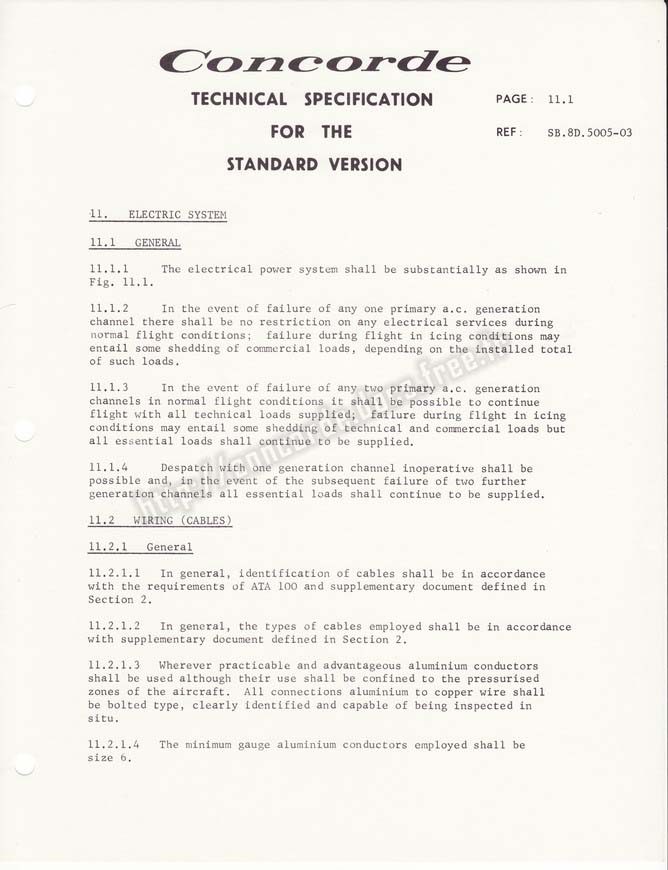 Concorde
TECHNICAL SPECIFICATION
FOR THE
STANDARD VERSION
PAGE: 11.1
REF: SB.8D.5005-03
11. ELECTRIC SYSTEM
11.1 GENERAL
11.1.1 The electrical power system shall be substantially as shown in
Fig. 11.1.
11.1.2 In the event of failure of any one primary a.c. generation
channel there shall be no restriction on any electrical services during
normal flight conditions; failure during flight in icing conditions may
entail some shedding of commercial loads, depending on the installed total
of such loads.
11.1.3 In the event of failure of any two primary a.c. generation
channels in normal flight conditions it shall be possible to continue
flight with all technical loads supplied; failure during flight in icing
conditions may entail some shedding of technical and commercial loads but
all essential loads shall continue to be supplied.
11.1.4 Despatch with one generation channel inoperative shall be
possible and, in the event of the subsequent failure of two further
generation channels all essential loads shall continue to be supplied.
11.2 WIRING (CABLES)
11.2.1 General
11.2.1.1 In general, identification of cables shall be in accordance
with the requirements of ATA 100 and supplementary document defined in
Section 2.
11.2.1.2 In general, the types of cables employed shall be in accordance
with supplementary document defined in Section 2.
11.2.1.3 Wherever practicable and advantageous aluminium conductors
shall be used although their use shall be confined to the pressurised
zones of the aircraft. All connections aluminium to copper wire shall
be bolted type, clearly identified and capable of being inspected in
situ.
11.2.1.4 The minimum gauge aluminium conductors employed shall be
size 6.